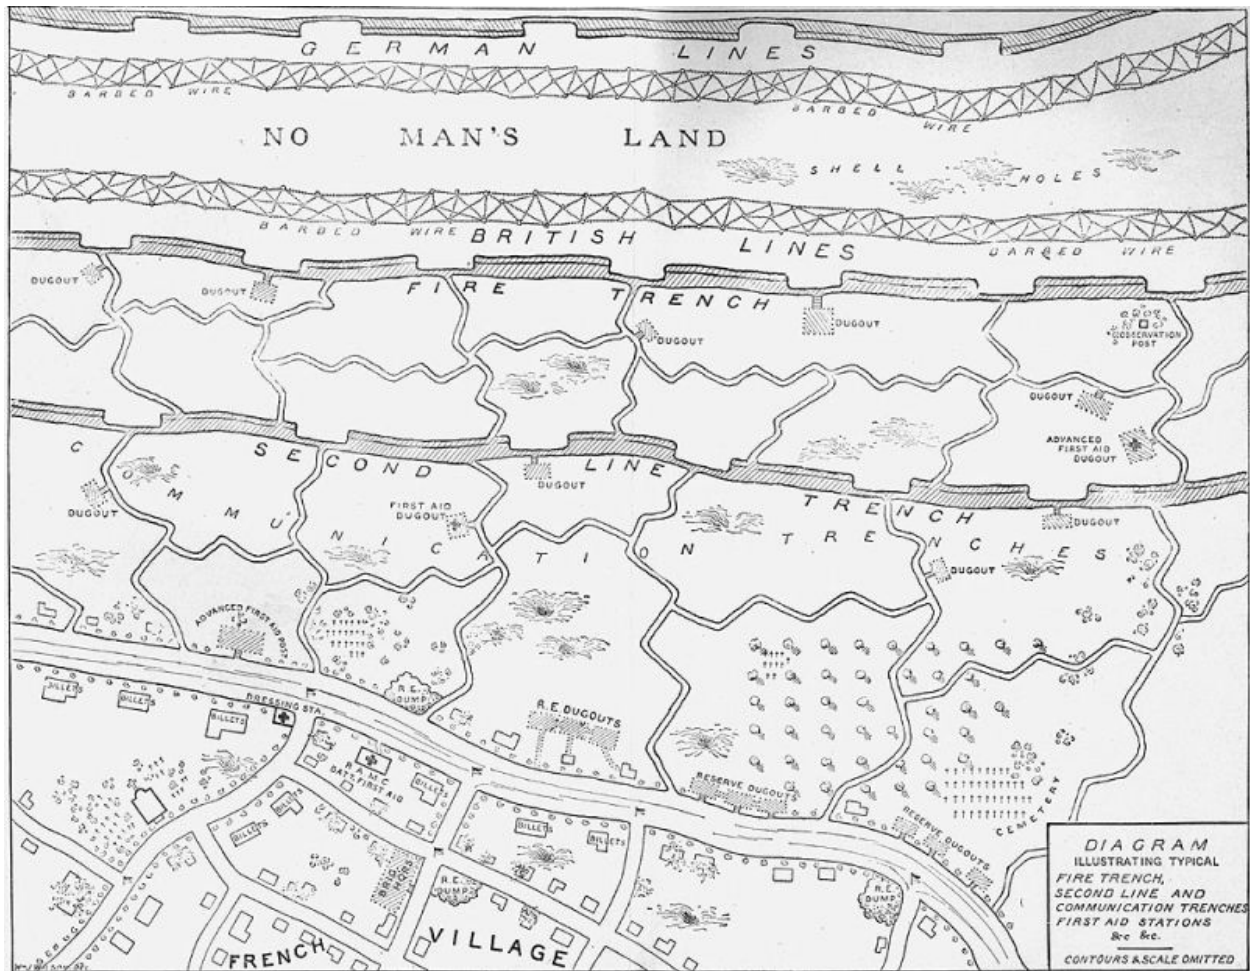 GERMAN LINES
BARBED WIRE
BARBED WIRE
NO MAN'S LAND
SHELL HOLES
BARBED WIRE
BRITISH LINES
BARBED WIRE
DUGOUT
DUGOUT
FIRE TRENCH
DUGOUT
DUGOUT
OBSERVATION
POST
DUGOUT
ADVANCED
FIRST AID
DUGOUT
SECOND LINE TRENCH
COMMUNICATION TRENCHES
DUGOUT
DUGOUT
FIRST AID
DUGOUT
DUGOUT
DUGOUT
ADVANCED FIRST AID POST
R.E.
DUMP
R.E. DUGOUTS
BILLETS
BILLETS
BILLETS
DRESSING STA.
R.A.M.C.
BATT. FIRST AID
BILLETS
BILLETS
BILLETS
BILLETS
BILLETS
RESERVE DUGOUTS
RESERVE DUGOUTS
CEMETERY
BRIG.
HDQRS
R.E.
DUMP
R.E.
DUMP
FRENCH VILLAGE
DIAGRAM
ILLUSTRATING TYPICAL
FIRE TRENCH,
SECOND LINE AND
COMMUNICATION TRENCHES
FIRST AID STATIONS
&c &c.
CONTOURS & SCALE OMITTED